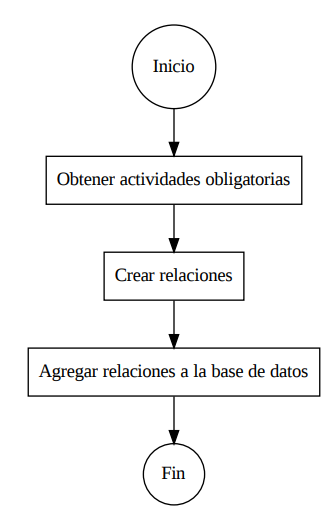 Inicio
Obtener actividades obligatorias
Crear relaciones
Agregar relaciones a la base de datos
Fin